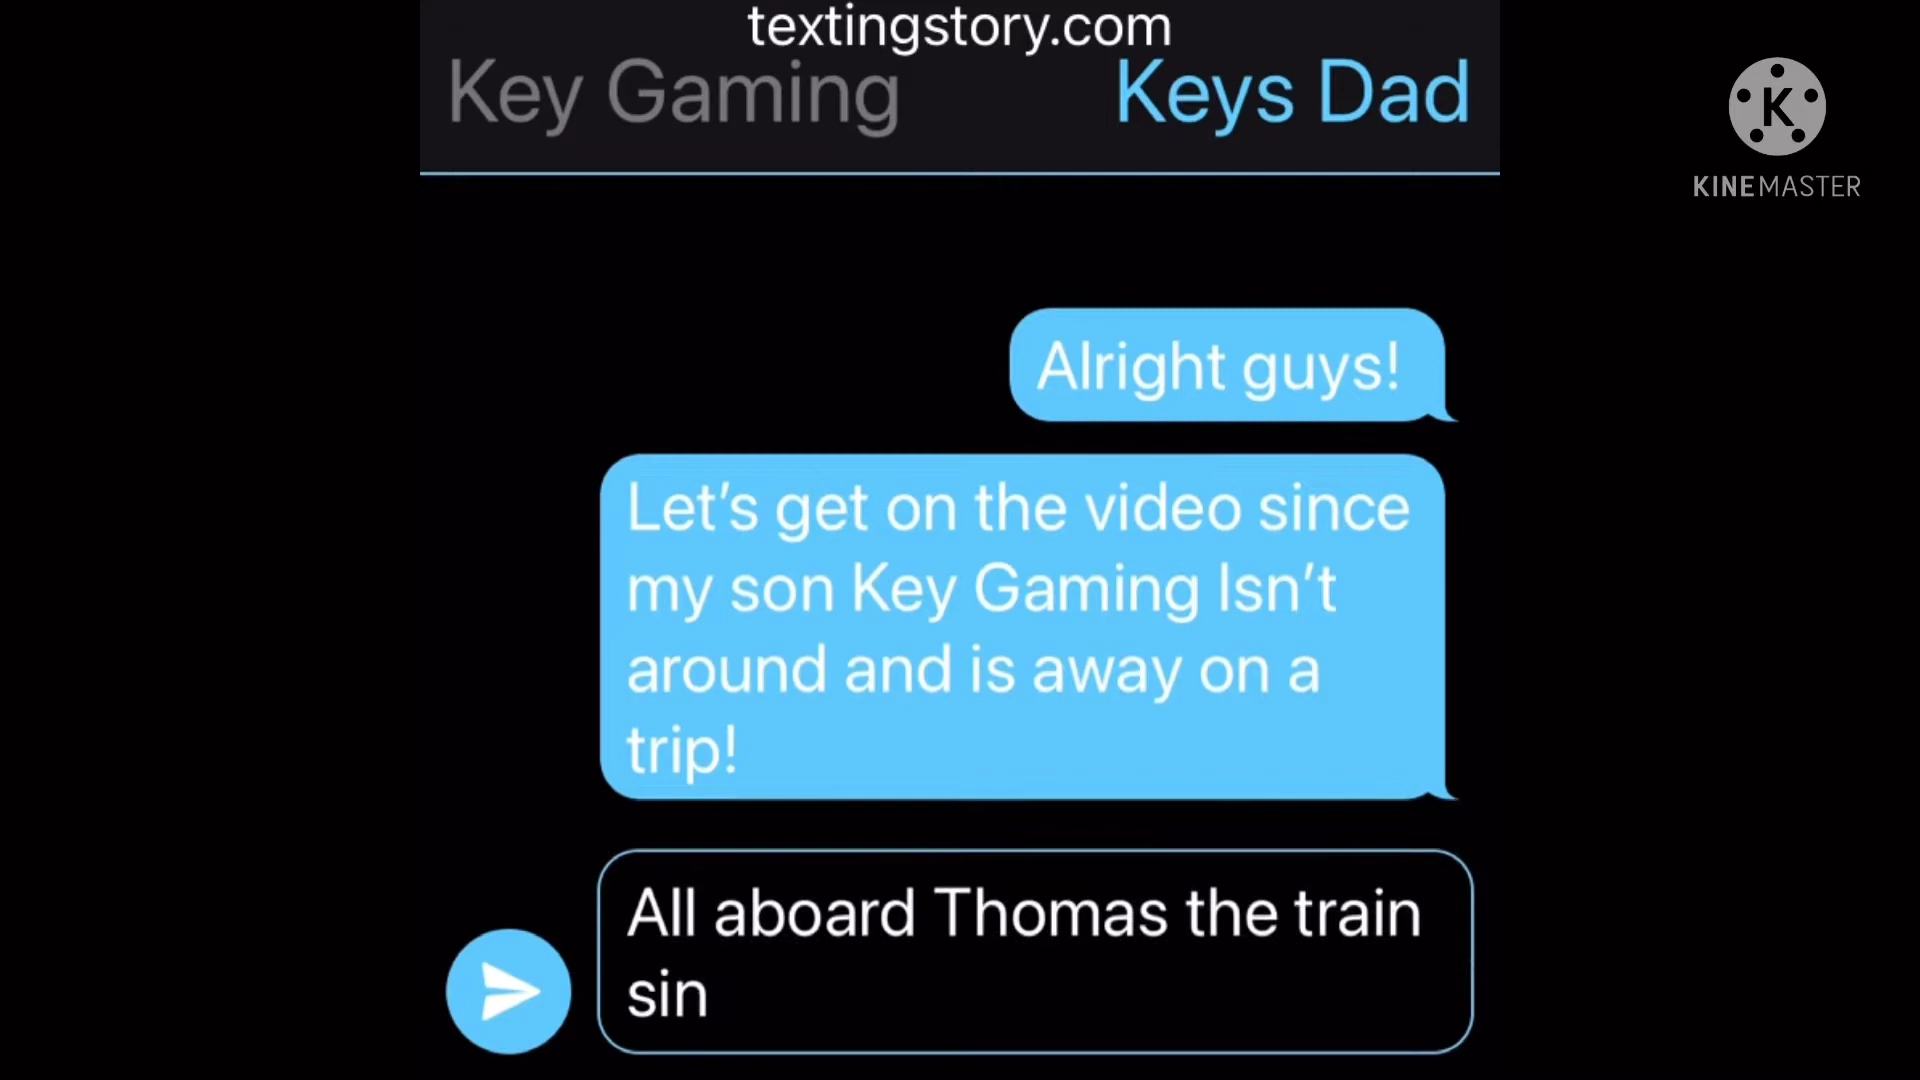 textingstory.com
Key Gaming
Keys Dad
K
KINEMASTER
Alright guys!
Let’s get on the video since
my son Key Gaming Isn’t
around and is away on a
trip!
All aboard Thomas the train
sin